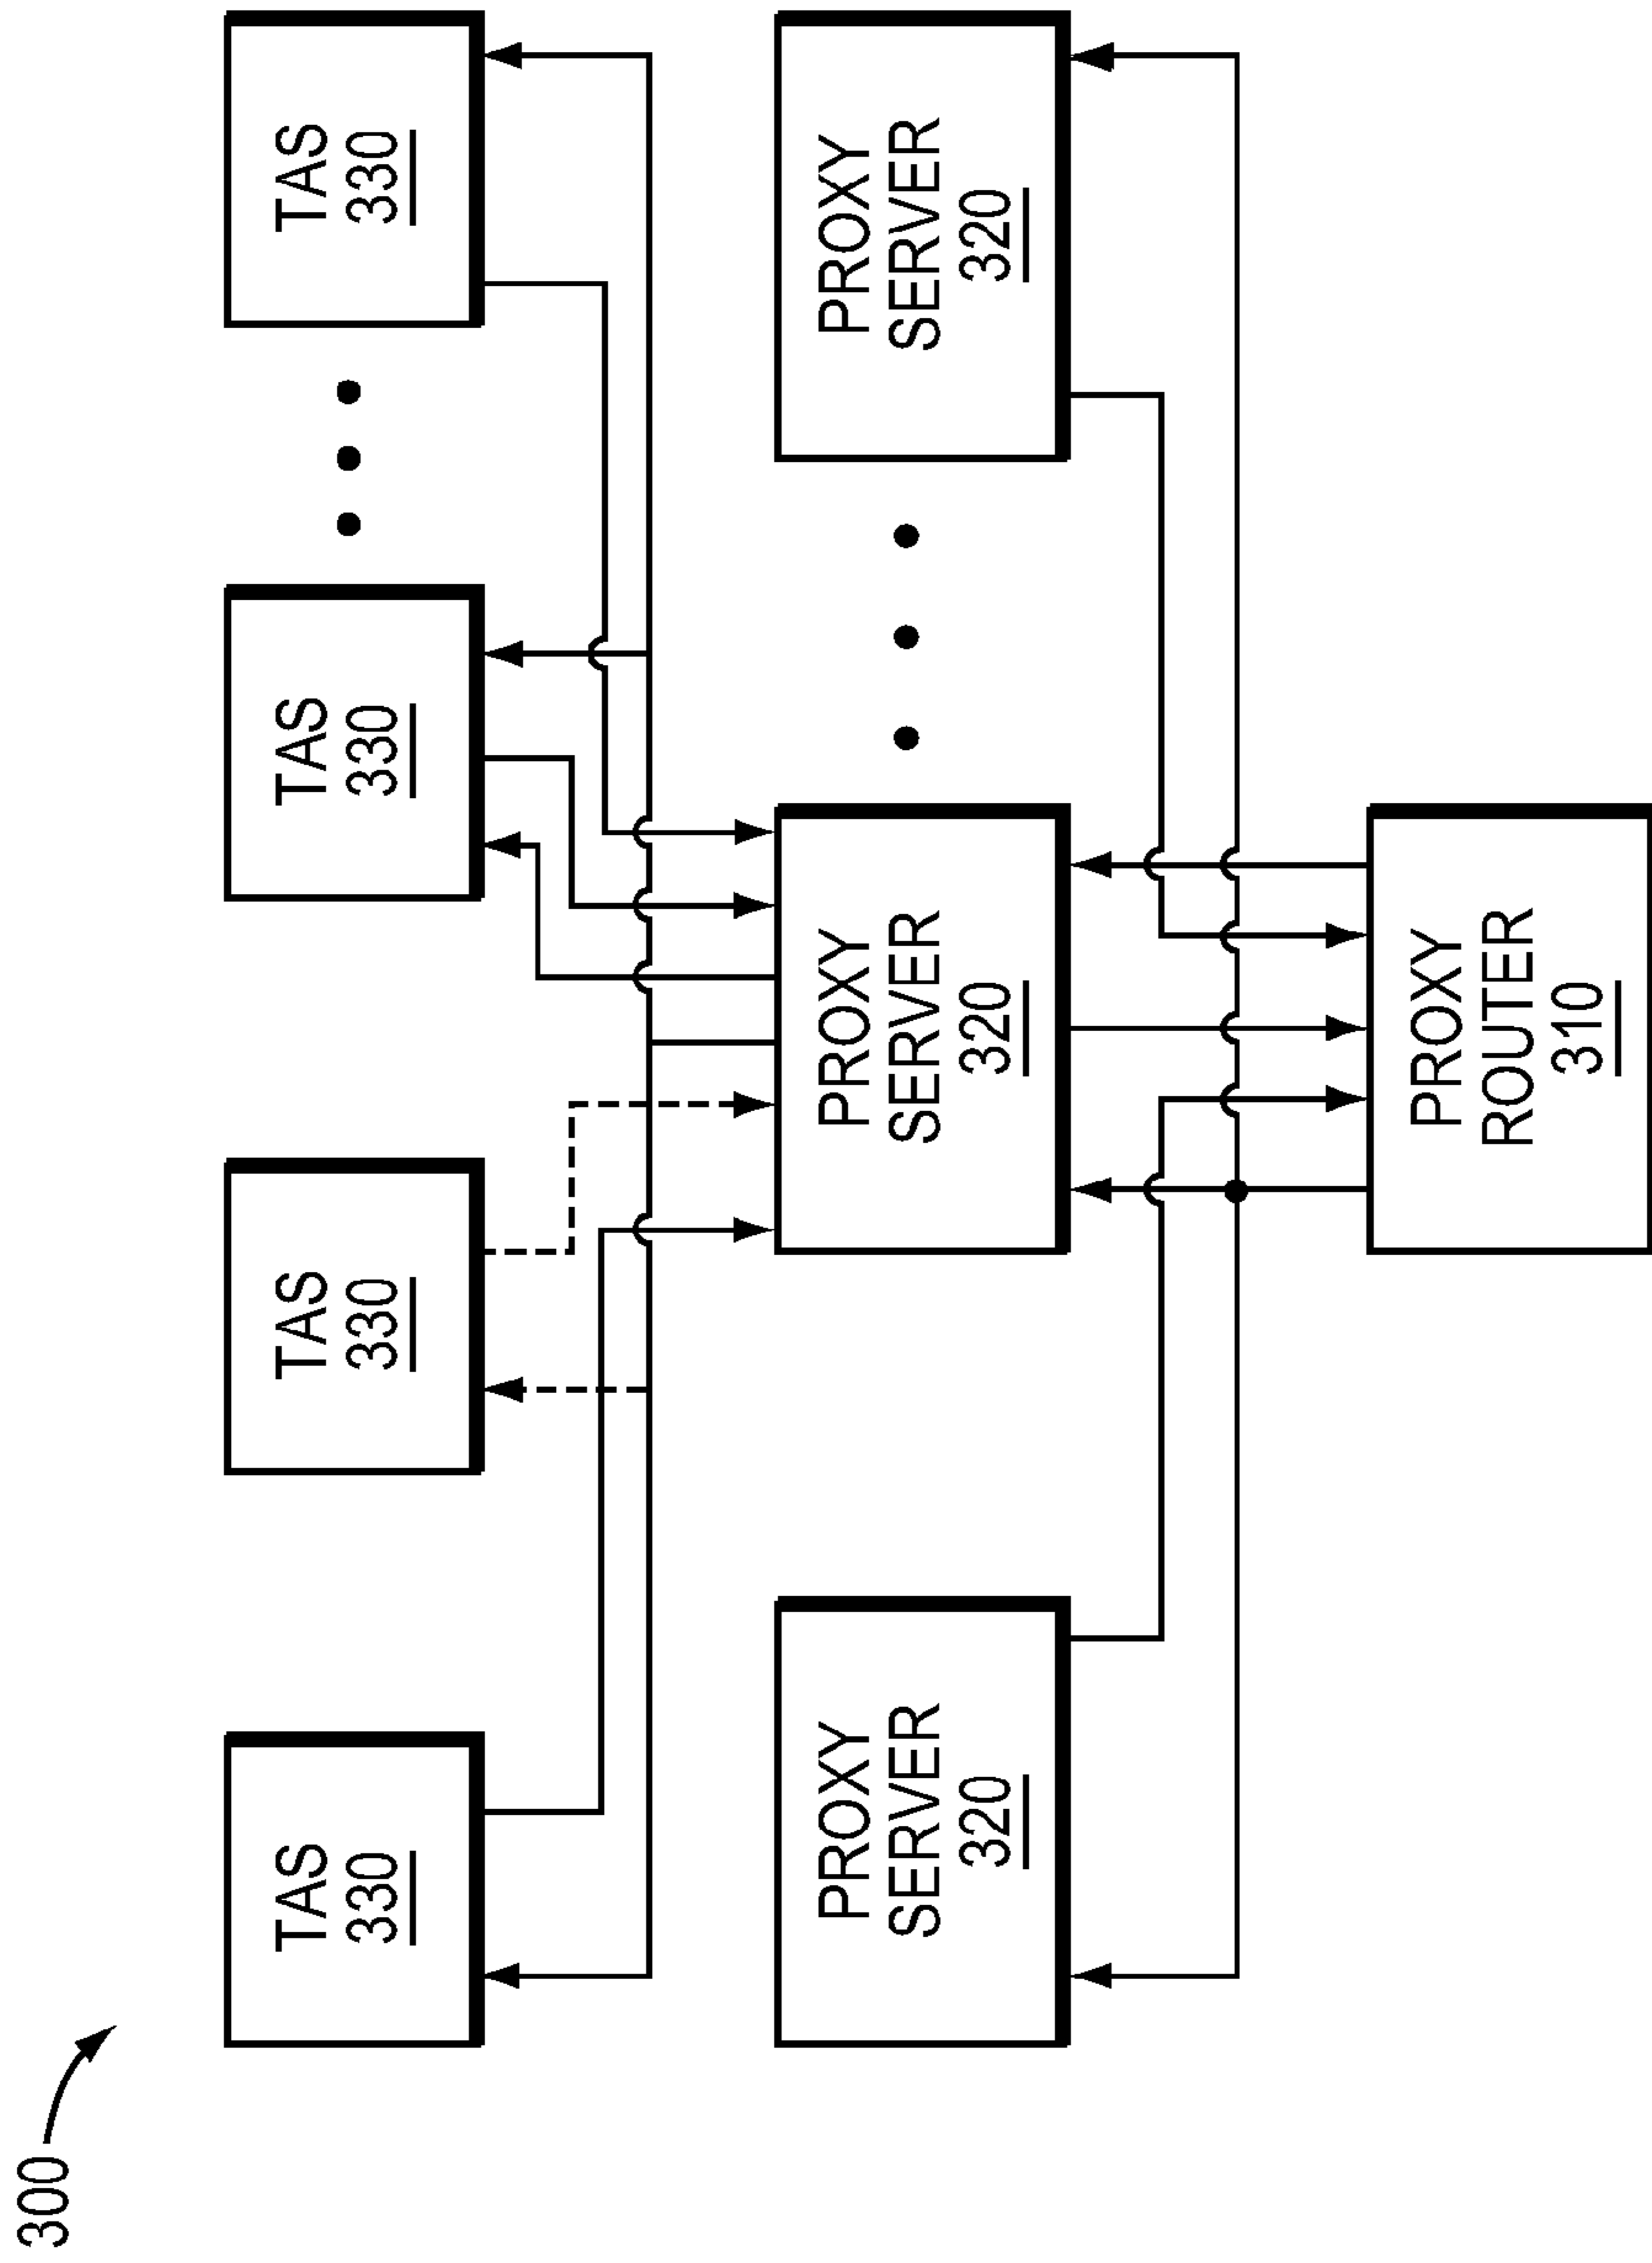 300
TAS
330
TAS
330
TAS
330
TAS
330
PROXY
SERVER
320
PROXY
SERVER
320
PROXY
SERVER
320
PROXY
ROUTER
310